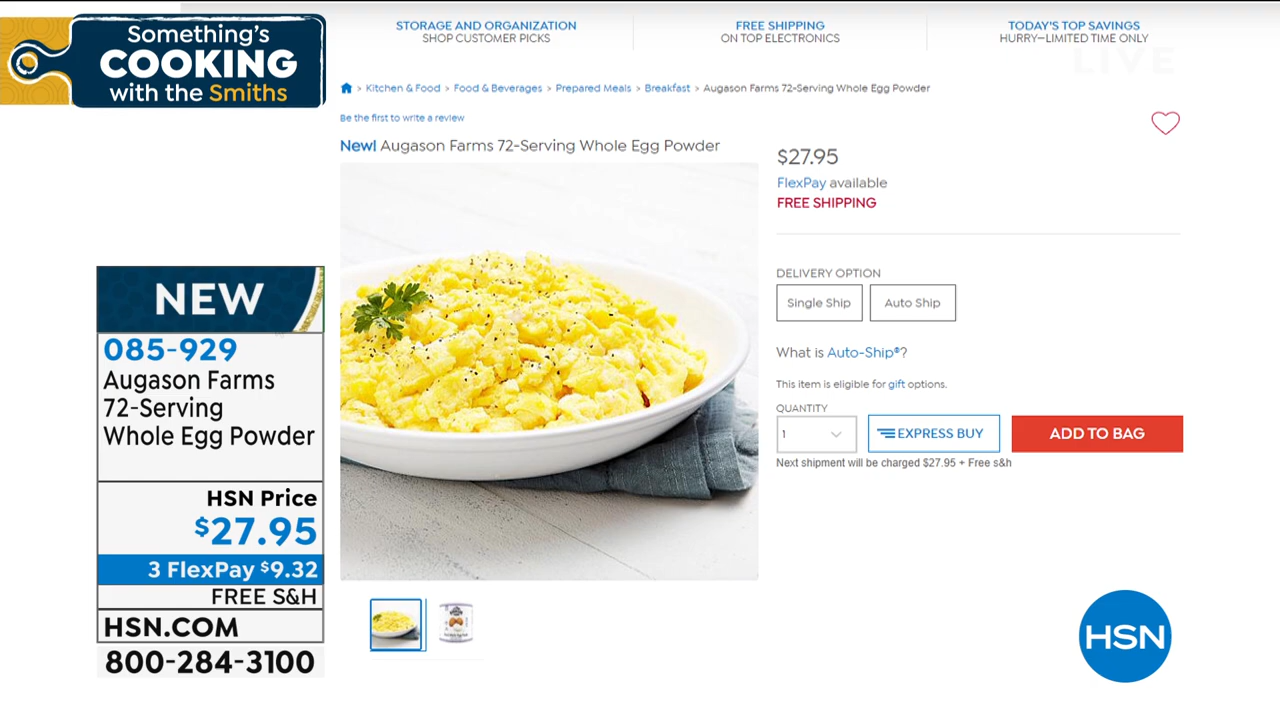 Something's
COOKING
with the Smiths
STORAGE AND ORGANIZATION
SHOP CUSTOMER PICKS
FREE SHIPPING
ON TOP ELECTRONICS
TODAY'S TOP SAVINGS
HURRY—LIMITED TIME ONLY
LIVE
> Kitchen & Food > Food & Beverages > Prepared Meals > Breakfast > Augason Farms 72-Serving Whole Egg Powder
Be the first to write a review
New! Augason Farms 72-Serving Whole Egg Powder
$27.95
FlexPay available
FREE SHIPPING
DELIVERY OPTION
Single Ship
Auto Ship
What is Auto-Ship®?
This item is eligible for gift options.
QUANTITY
1
EXPRESS BUY
ADD TO BAG
Next shipment will be charged $27.95 + Free s&h
NEW
085-929
Augason Farms
72-Serving
Whole Egg Powder
HSN Price
$27.95
3 FlexPay $9.32
FREE S&H
HSN.COM
800-284-3100
HSN